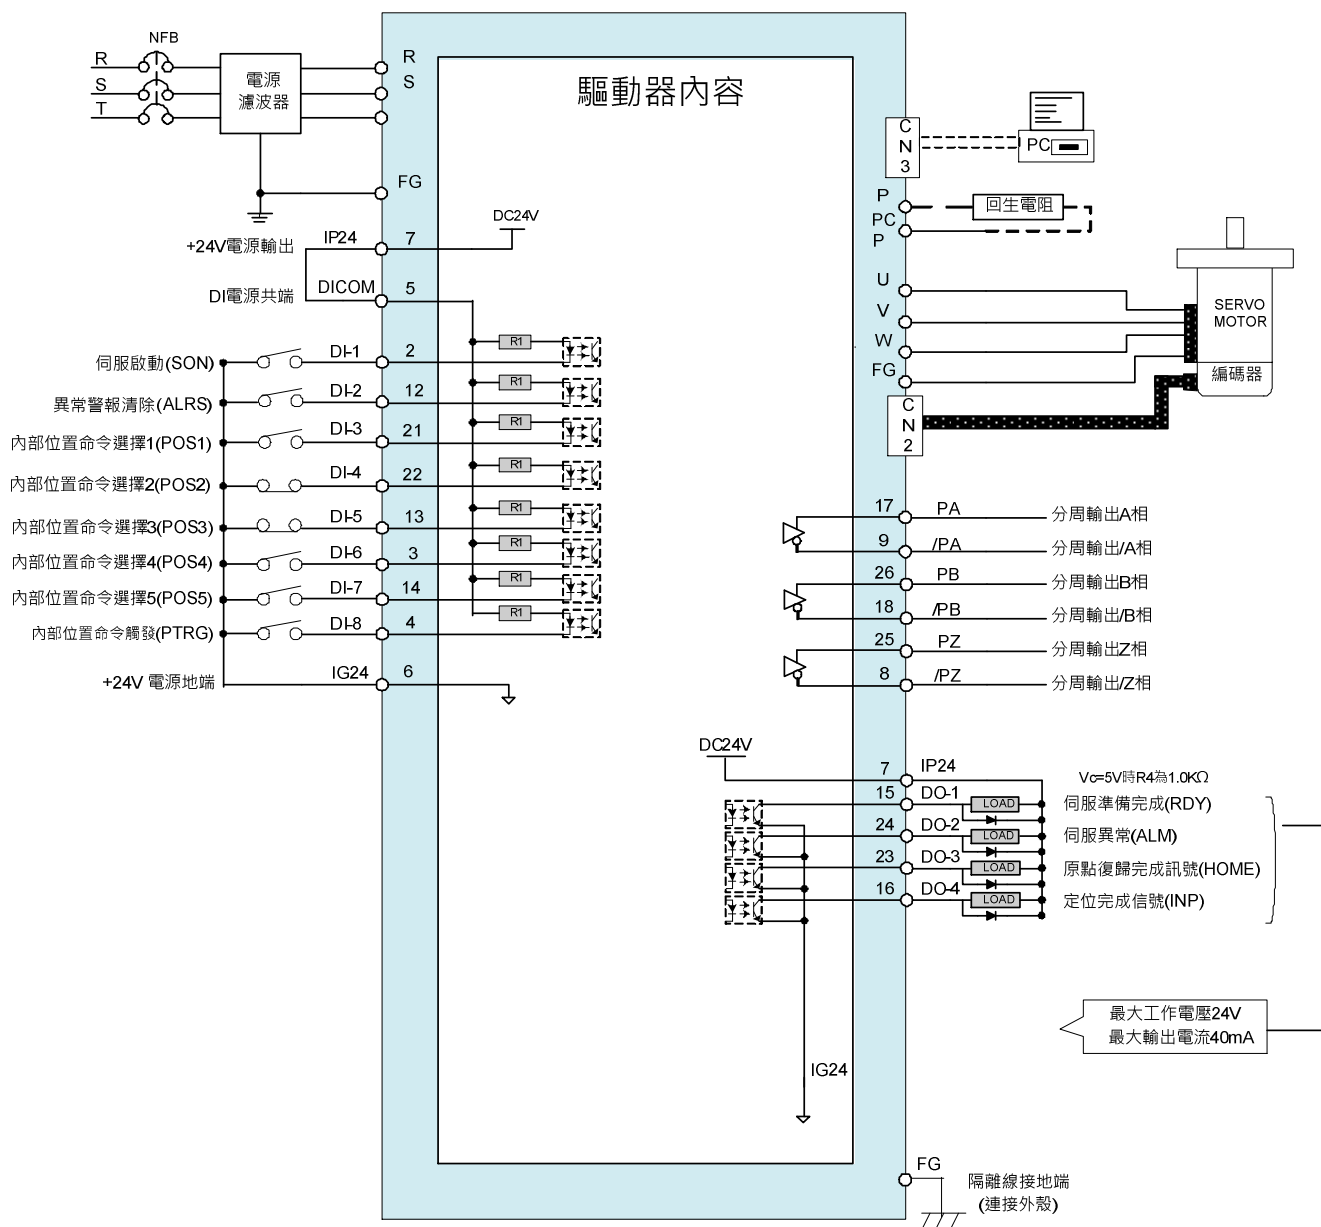 NFB
R
S
T
電源
濾波器
R
S
驅動器內容
C
N
3
PC
FG
P
PC
P
回生電阻
DC24V
+24V電源輸出
IP24
7
DI電源共端
DICOM
5
U
V
W
FG
SERVO
MOTOR
編碼器
C
N
2
伺服啟動(SON)
DI-1
2
R1
異常警報清除(ALRS)
DI-2
12
R1
內部位置命令選擇1(POS1)
DI-3
21
R1
內部位置命令選擇2(POS2)
DI-4
22
R1
內部位置命令選擇3(POS3)
DI-5
13
R1
內部位置命令選擇4(POS4)
DI-6
3
R1
內部位置命令選擇5(POS5)
DI-7
14
R1
內部位置命令觸發(PTRG)
DI-8
4
R1
+24V 電源地端
IG24
6
17
PA
分周輸出A相
9
/PA
分周輸出/A相
26
PB
分周輸出B相
18
/PB
分周輸出/B相
25
PZ
分周輸出Z相
8
/PZ
分周輸出/Z相
DC24V
7
IP24
Vc=5V時R4為1.0KΩ
15
DO-1
LOAD
伺服準備完成(RDY)
24
DO-2
LOAD
伺服異常(ALM)
23
DO-3
LOAD
原點復歸完成訊號(HOME)
16
DO-4
LOAD
定位完成信號(INP)
最大工作電壓24V
最大輸出電流40mA
IG24
FG
隔離線接地端
(連接外殼)